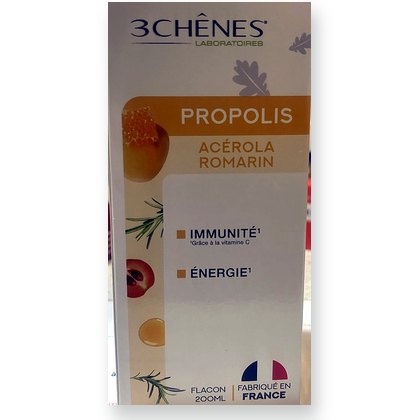 3CHÊNES®
LABORATOIRES
PROPOLIS
ACÉROLA
ROMARIN
IMMUNITÉ¹
¹Grâce à la vitamine C
ÉNERGIE¹
FLACON
200ML
FABRIQUÉ EN
FRANCE